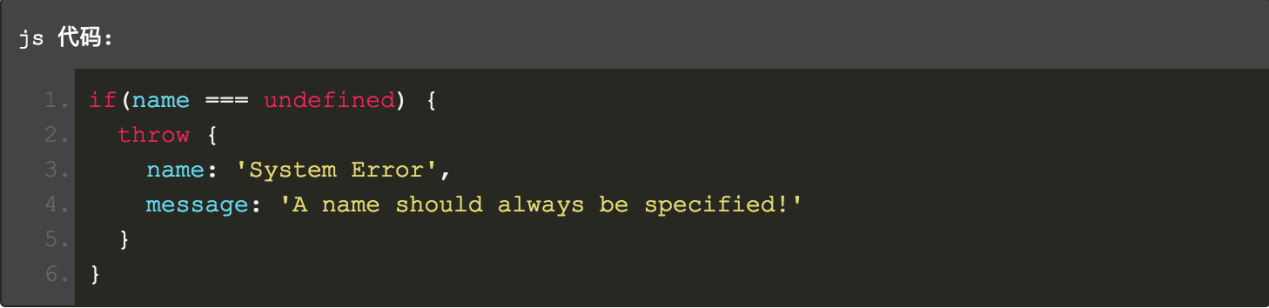 js 代码:
1. if(name === undefined) {
2.   throw {
3.     name: 'System Error',
4.     message: 'A name should always be specified!'
5.   }
6. }